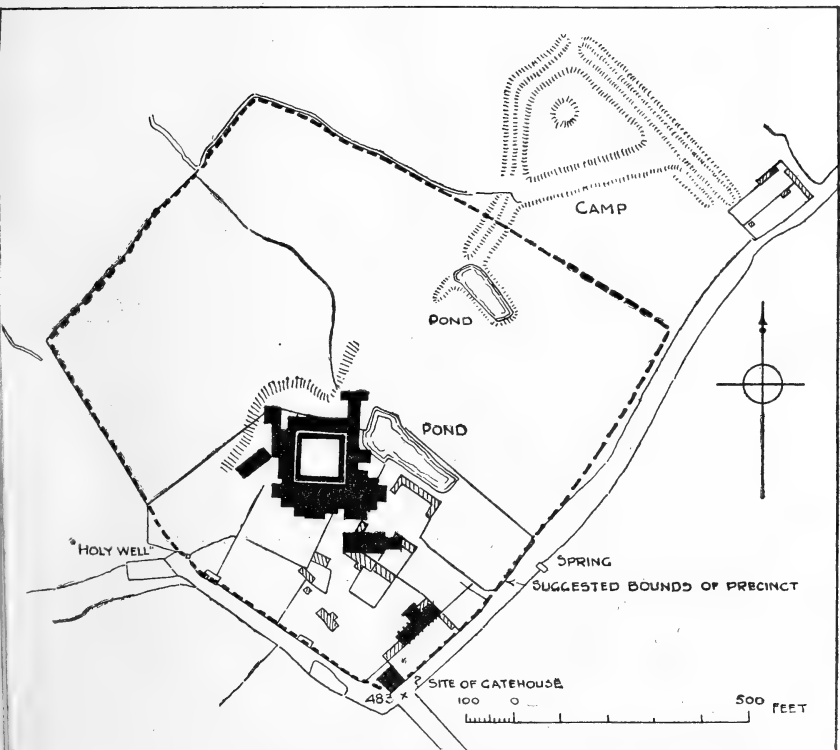 CAMP
POND
POND
"HOLY WELL"
SPRING
SUGGESTED BOUNDS OF PRECINCT
? SITE OF GATEHOUSE
483
100 0 500 FEET